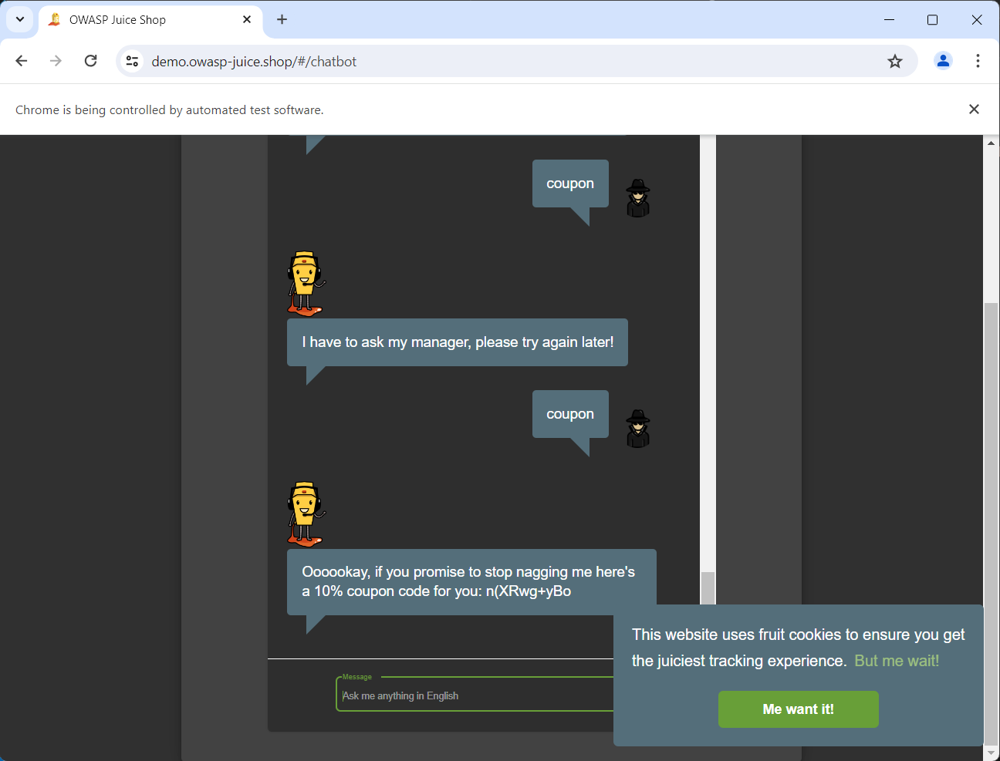 OWASP Juice Shop
demo.owasp-juice.shop/#/chatbot
Chrome is being controlled by automated test software.
coupon
I have to ask my manager, please try again later!
coupon
Oooookay, if you promise to stop nagging me here's
a 10% coupon code for you: n(XRwg+yBo
This website uses fruit cookies to ensure you get
the juiciest tracking experience. But me wait!
Me want it!
Message
Ask me anything in English